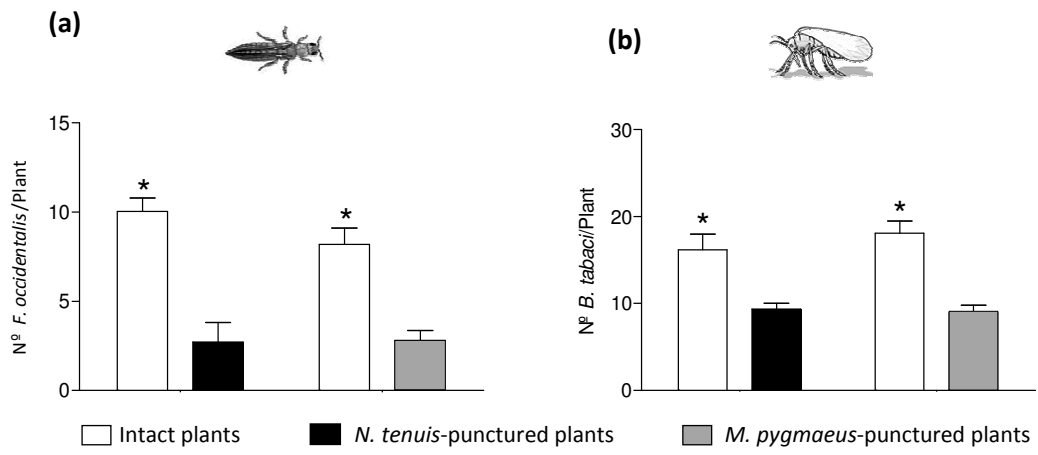 (a)
(b)
Nº F. occidentalis/Plant
15
10
5
0
*
*
Nº B. tabaci/Plant
30
20
10
0
*
*
Intact plants
N. tenuis-punctured plants
M. pygmaeus-punctured plants